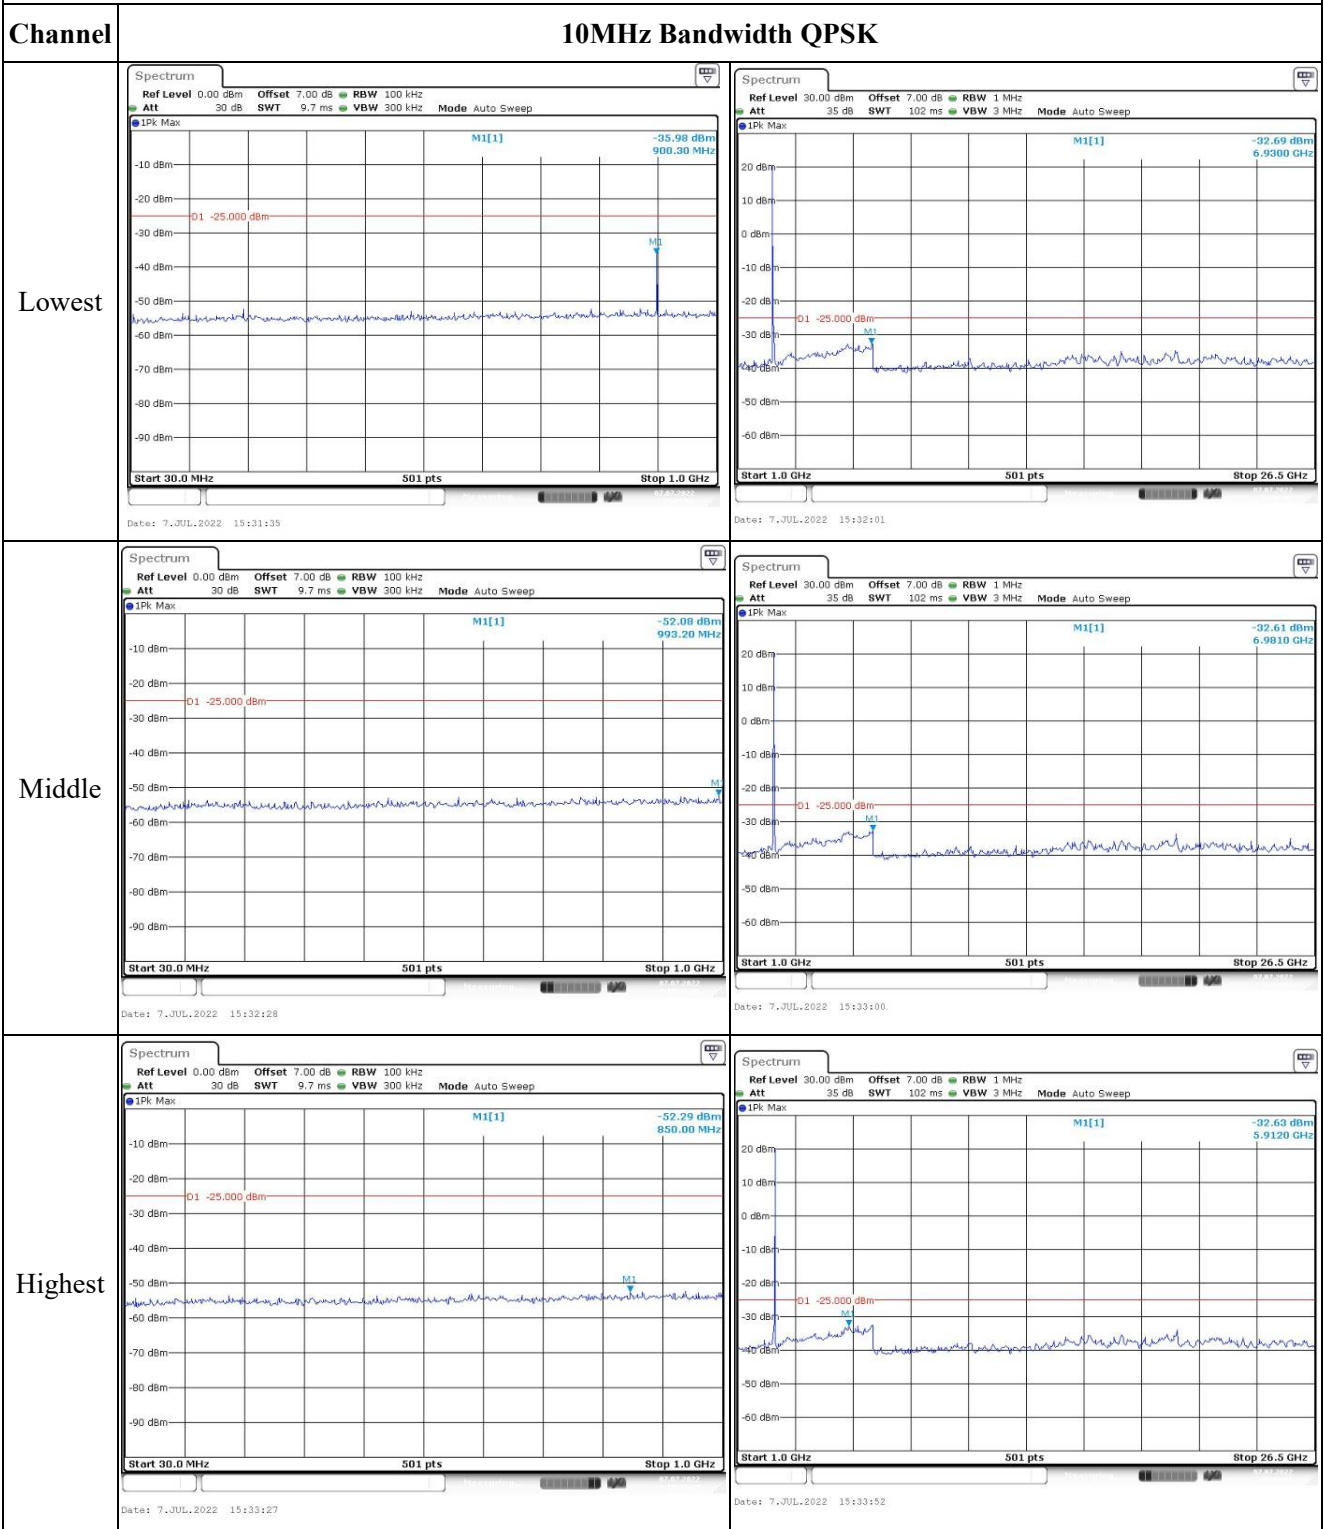 Channel 10MHz Bandwidth QPSK
Lowest
Spectrum
Ref Level 0.00 dBm Offset 7.00 dB RBW 100 kHz
Att 30 dB SWT 9.7 ms VBW 300 kHz Mode Auto Sweep
1Pk Max
M1[1] -35.98 dBm
900.30 MHz
-10 dBm
-20 dBm
D1 -25.000 dBm
-30 dBm
M1
-40 dBm
-50 dBm
-60 dBm
-70 dBm
-80 dBm
-90 dBm
Start 30.0 MHz 501 pts Stop 1.0 GHz
Date: 7.JUL.2022 15:31:35
Spectrum
Ref Level 30.00 dBm Offset 7.00 dB RBW 1 MHz
Att 35 dB SWT 102 ms VBW 3 MHz Mode Auto Sweep
1Pk Max
M1[1] -32.69 dBm
6.9300 GHz
20 dBm
10 dBm
0 dBm
-10 dBm
-20 dBm
D1 -25.000 dBm
-30 dBm
M1
-40 dBm
-50 dBm
-60 dBm
Start 1.0 GHz 501 pts Stop 26.5 GHz
Date: 7.JUL.2022 15:32:01
Middle
Spectrum
Ref Level 0.00 dBm Offset 7.00 dB RBW 100 kHz
Att 30 dB SWT 9.7 ms VBW 300 kHz Mode Auto Sweep
1Pk Max
M1[1] -52.08 dBm
993.20 MHz
-10 dBm
-20 dBm
D1 -25.000 dBm
-30 dBm
-40 dBm
-50 dBm
M1
-60 dBm
-70 dBm
-80 dBm
-90 dBm
Start 30.0 MHz 501 pts Stop 1.0 GHz
Date: 7.JUL.2022 15:32:28
Spectrum
Ref Level 30.00 dBm Offset 7.00 dB RBW 1 MHz
Att 35 dB SWT 102 ms VBW 3 MHz Mode Auto Sweep
1Pk Max
M1[1] -32.61 dBm
6.9810 GHz
20 dBm
10 dBm
0 dBm
-10 dBm
-20 dBm
D1 -25.000 dBm
-30 dBm
M1
-40 dBm
-50 dBm
-60 dBm
Start 1.0 GHz 501 pts Stop 26.5 GHz
Date: 7.JUL.2022 15:33:00
Highest
Spectrum
Ref Level 0.00 dBm Offset 7.00 dB RBW 100 kHz
Att 30 dB SWT 9.7 ms VBW 300 kHz Mode Auto Sweep
1Pk Max
M1[1] -52.29 dBm
850.00 MHz
-10 dBm
-20 dBm
D1 -25.000 dBm
-30 dBm
-40 dBm
-50 dBm
M1
-60 dBm
-70 dBm
-80 dBm
-90 dBm
Start 30.0 MHz 501 pts Stop 1.0 GHz
Date: 7.JUL.2022 15:33:27
Spectrum
Ref Level 30.00 dBm Offset 7.00 dB RBW 1 MHz
Att 35 dB SWT 102 ms VBW 3 MHz Mode Auto Sweep
1Pk Max
M1[1] -32.63 dBm
5.9120 GHz
20 dBm
10 dBm
0 dBm
-10 dBm
-20 dBm
D1 -25.000 dBm
-30 dBm
M1
-40 dBm
-50 dBm
-60 dBm
Start 1.0 GHz 501 pts Stop 26.5 GHz
Date: 7.JUL.2022 15:33:52